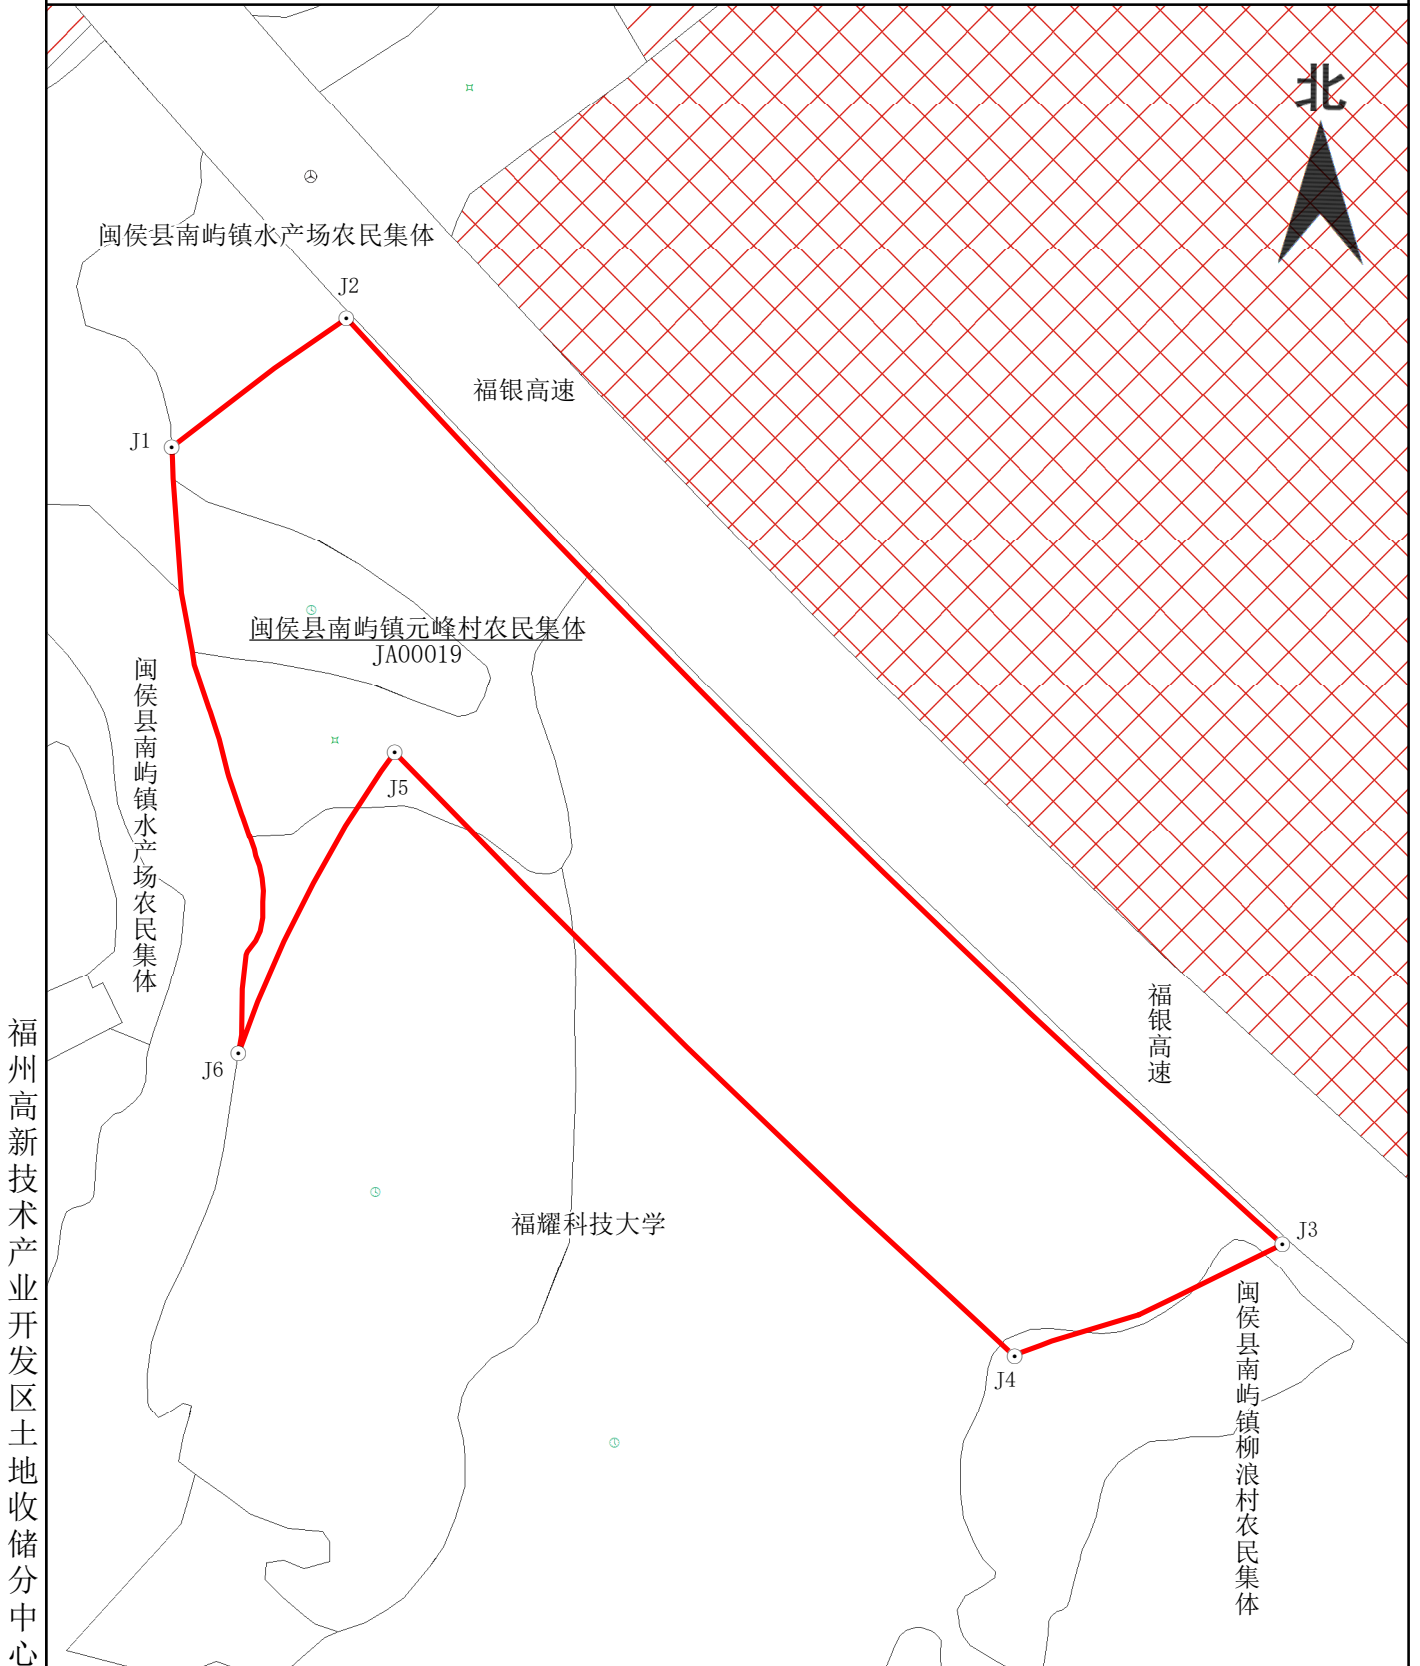 北
闽侯县南屿镇水产场农民集体
J2
福银高速
J1
闽侯县南屿镇元峰村农民集体
JA00019
闽侯县南屿镇水产场农民集体
J5
福银高速
J6
福州高新技术产业开发区土地收储分中心
福耀科技大学
J3
闽侯县南屿镇柳浪村农民集体
J4